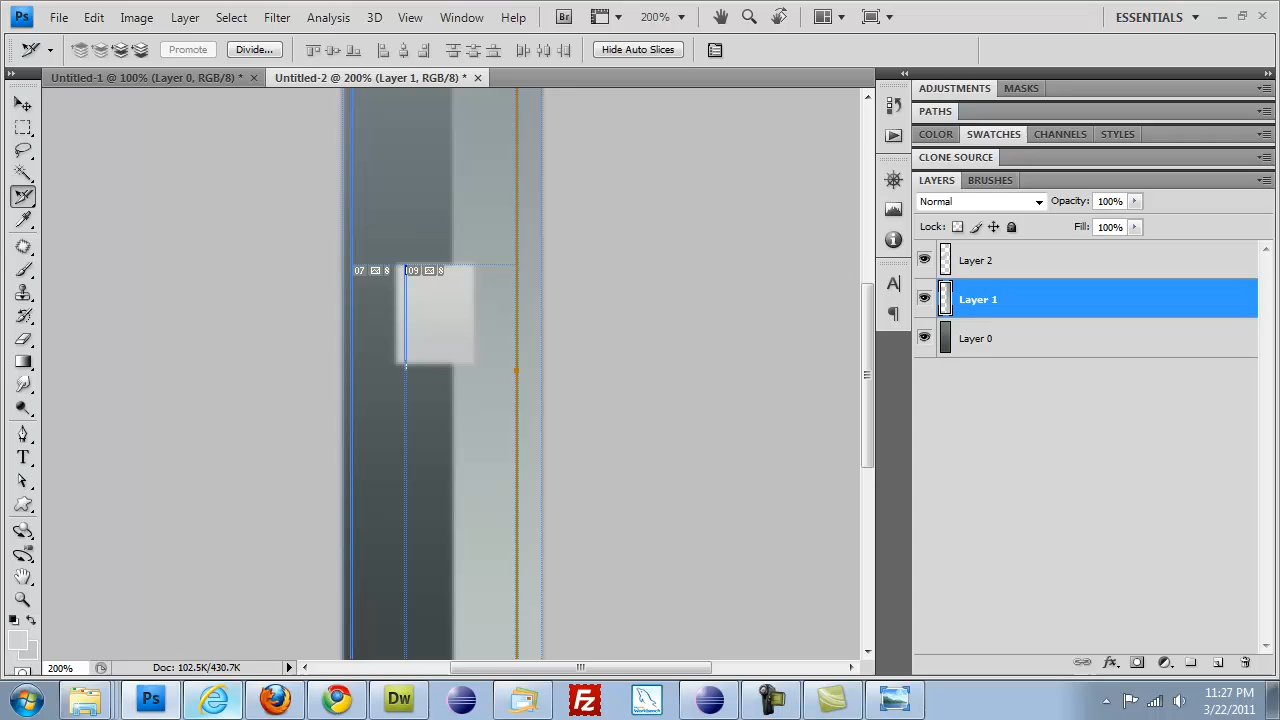 Ps File Edit Image Layer Select Filter Analysis 3D View Window Help Br 200% ESSENTIALS
Promote Divide... Hide Auto Slices
Untitled-1 @ 100% (Layer 0, RGB/8) * × Untitled-2 @ 200% (Layer 1, RGB/8) * ×
ADJUSTMENTS MASKS
PATHS
COLOR SWATCHES CHANNELS STYLES
CLONE SOURCE
LAYERS BRUSHES
Normal Opacity: 100%
Lock: Fill: 100%
Layer 2
07 09
Layer 1
Layer 0
200% Doc: 102.5K/430.7K
Ps Dw Fz
11:27 PM
3/22/2011